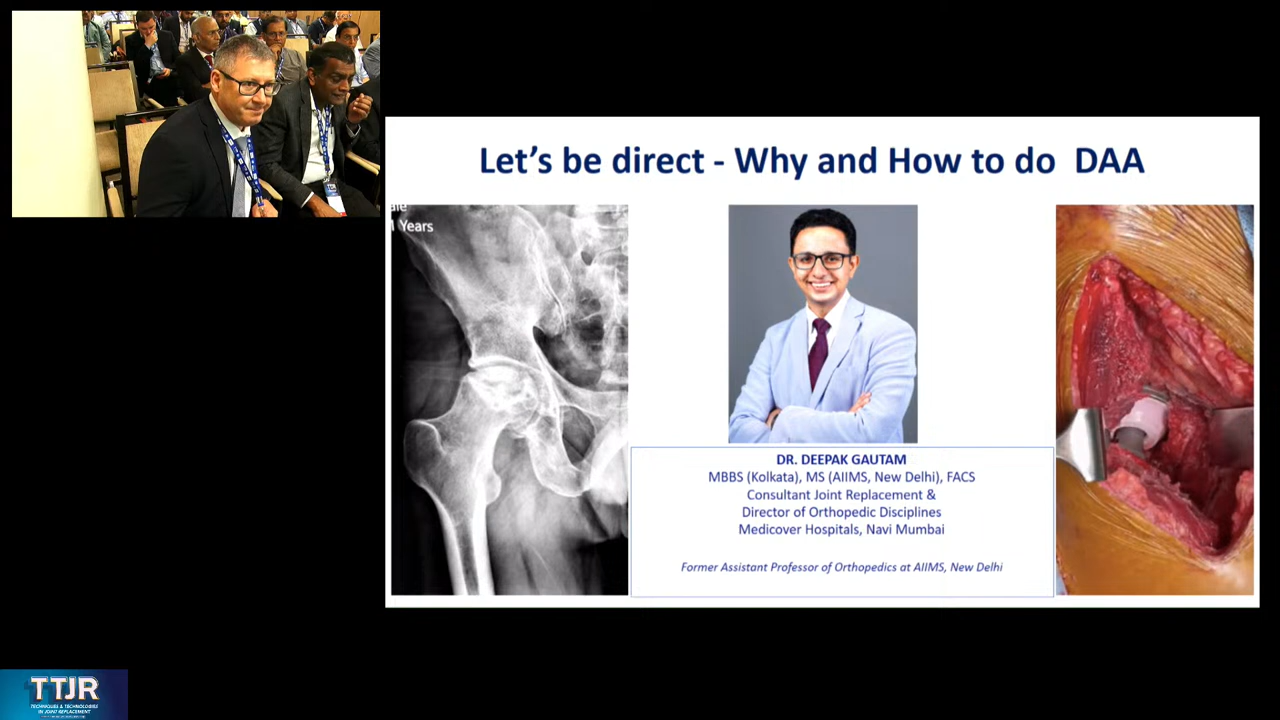 Let's be direct - Why and How to do DAA
Years
DR. DEEPAK GAUTAM
MBBS (Kolkata), MS (AIIMS, New Delhi), FACS
Consultant Joint Replacement &
Director of Orthopedic Disciplines
Medicover Hospitals, Navi Mumbai
Former Assistant Professor of Orthopedics at AIIMS, New Delhi
TTJR
TECHNIQUES & TECHNOLOGIES
IN JOINT REPLACEMENT